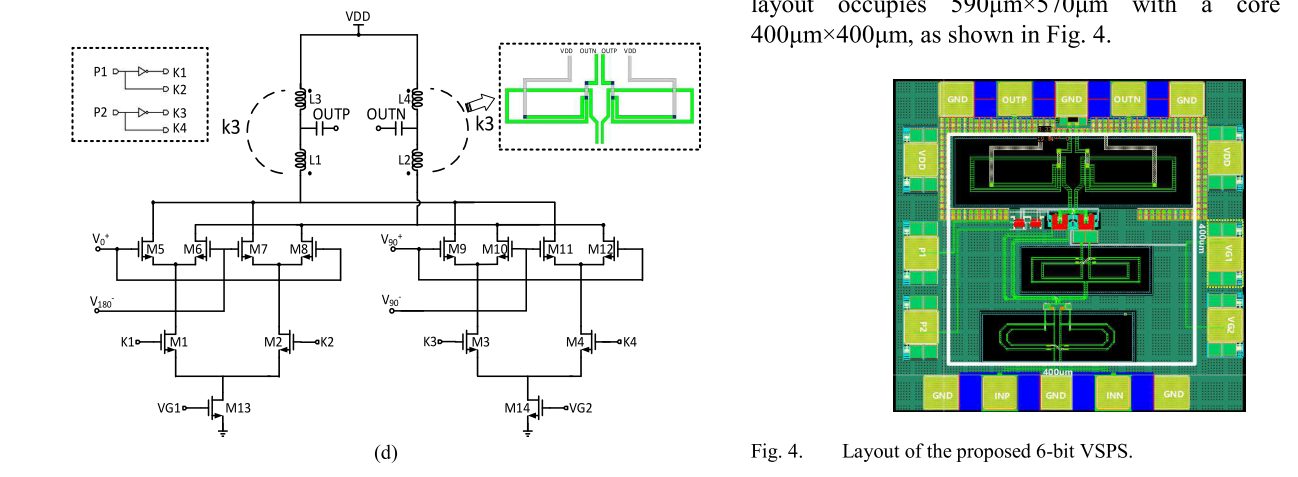 VDD
P1
K1
K2
P2
K3
K4
L3
L4
OUTP
OUTN
k3
k3
L1
L2
VDD OUTN OUTP VDD
V0+
M5
M6
M7
M8
V90+
M9
M10
M11
M12
V180-
V90-
K1
M1
M2
K2
K3
M3
M4
K4
VG1
M13
M14
VG2
(d)
layout occupies 590μm×570μm with a core
400μm×400μm, as shown in Fig. 4.
GND
OUTP
GND
OUTN
GND
VDD
VDD
P1
VG1
400um
P2
VG2
400um
GND
INP
GND
INN
GND
Fig. 4. Layout of the proposed 6-bit VSPS.